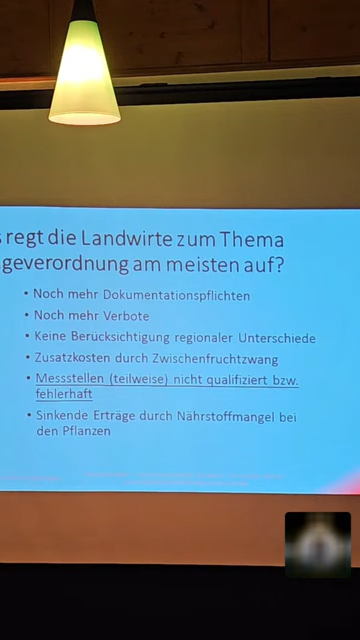 regt die Landwirte zum Thema
geverordnung am meisten auf?
• Noch mehr Dokumentationspflichten
• Noch mehr Verbote
• Keine Berücksichtigung regionaler Unterschiede
• Zusatzkosten durch Zwischenfruchtzwang
• Messstellen (teilweise) nicht qualifiziert bzw.
fehlerhaft
• Sinkende Erträge durch Nährstoffmangel bei
den Pflanzen